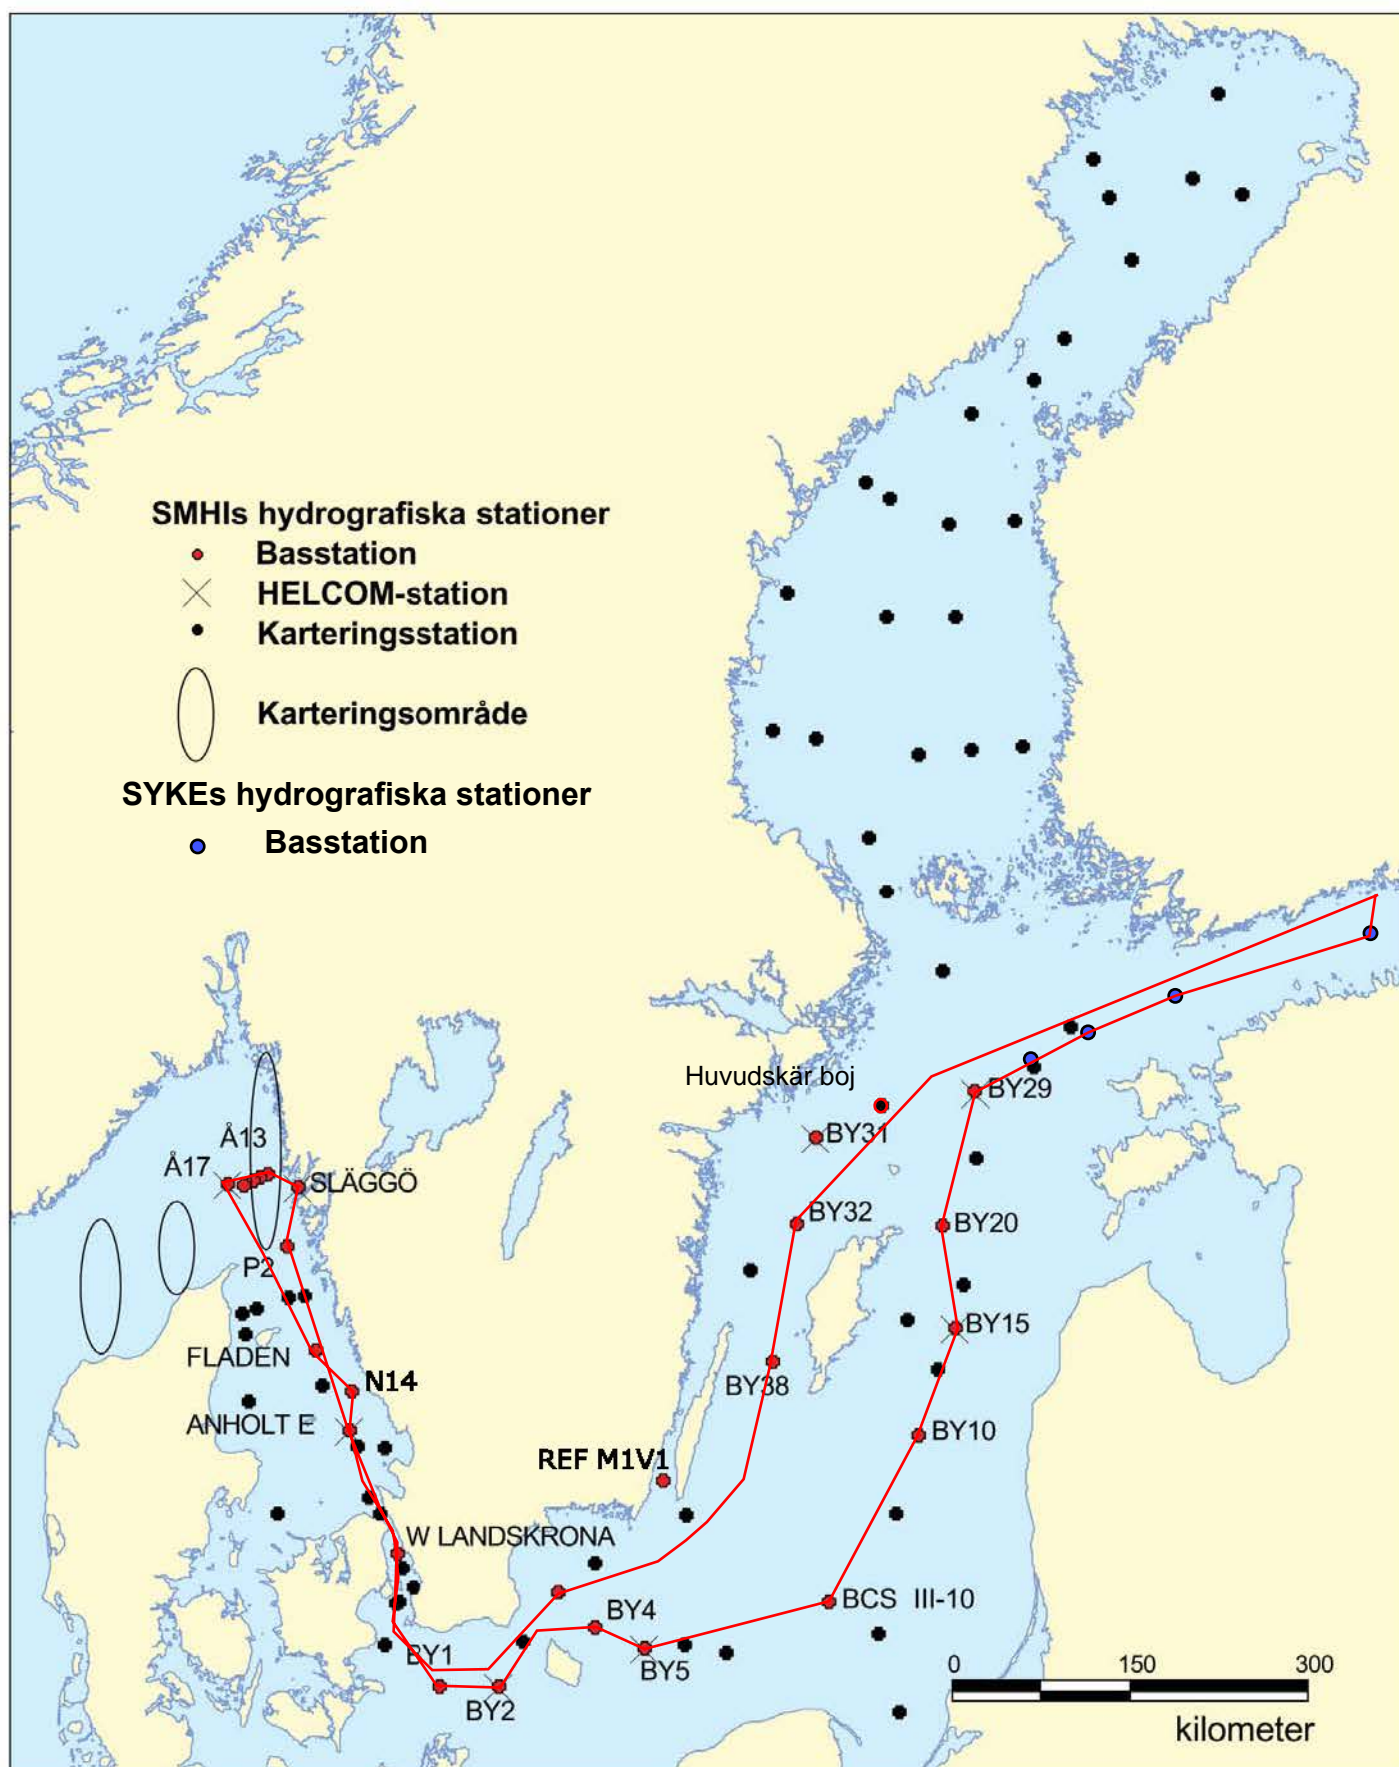 SMHIs hydrografiska stationer
Basstation
HELCOM-station
Karteringsstation
Karteringsområde
SYKEs hydrografiska stationer
Basstation
Huvudskär boj
BY29
BY31
Å13
Å17
SLÄGGÖ
BY32
BY20
P2
BY15
FLADEN
N14
BY38
ANHOLT E
BY10
REF M1V1
W LANDSKRONA
BCS III-10
BY4
BY1
BY5
BY2
0 150 300
kilometer